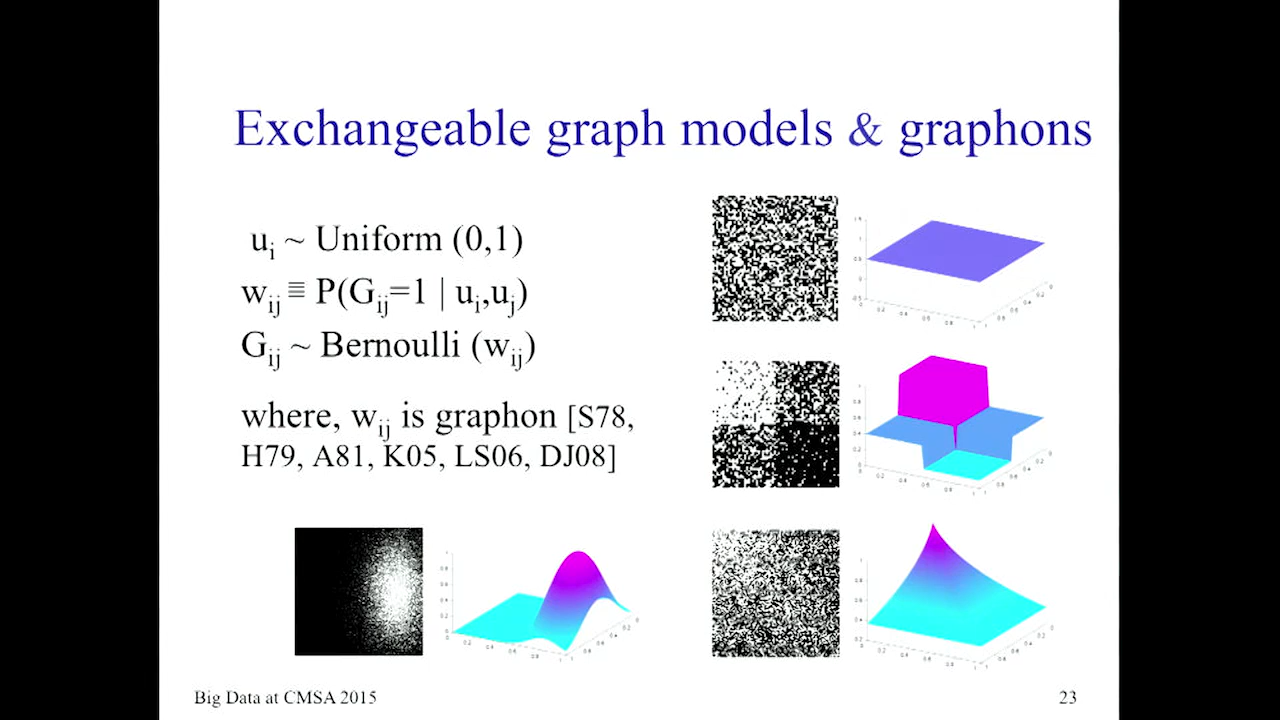 Exchangeable graph models & graphons
uᵢ ~ Uniform (0,1)
wᵢⱼ ≡ P(Gᵢⱼ=1 | uᵢ,uⱼ)
Gᵢⱼ ~ Bernoulli (wᵢⱼ)
where, wᵢⱼ is graphon [S78,
H79, A81, K05, LS06, DJ08]
Big Data at CMSA 2015
23